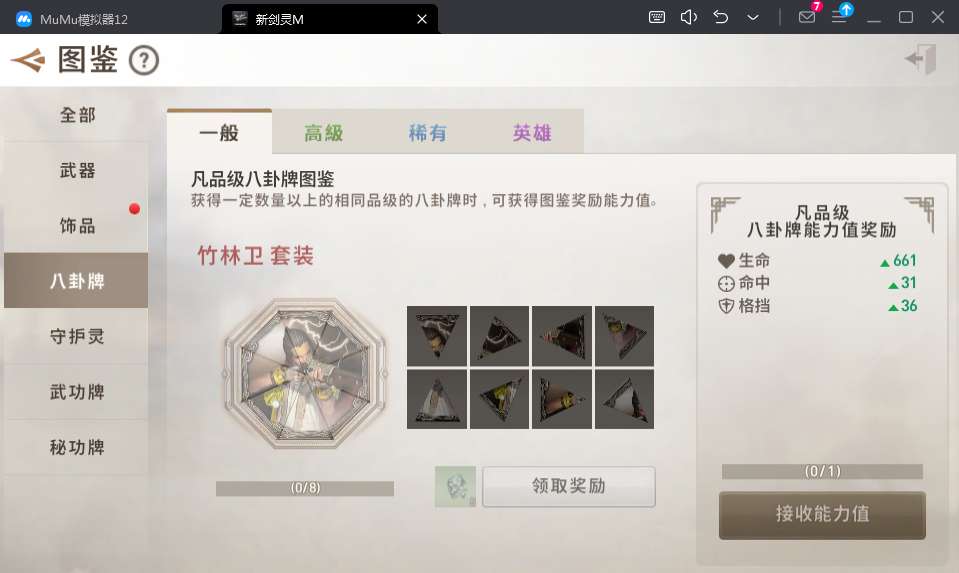 MuMu模拟器12
新剑灵M
7
图鉴
?
全部
武器
饰品
八卦牌
守护灵
武功牌
秘功牌
一般
高级
稀有
英雄
凡品级八卦牌图鉴
获得一定数量以上的相同品级的八卦牌时，可获得图鉴奖励能力值。
竹林卫 套装
(0/8)
领取奖励
凡品级
八卦牌能力值奖励
生命 661
命中 31
格挡 36
(0/1)
接收能力值